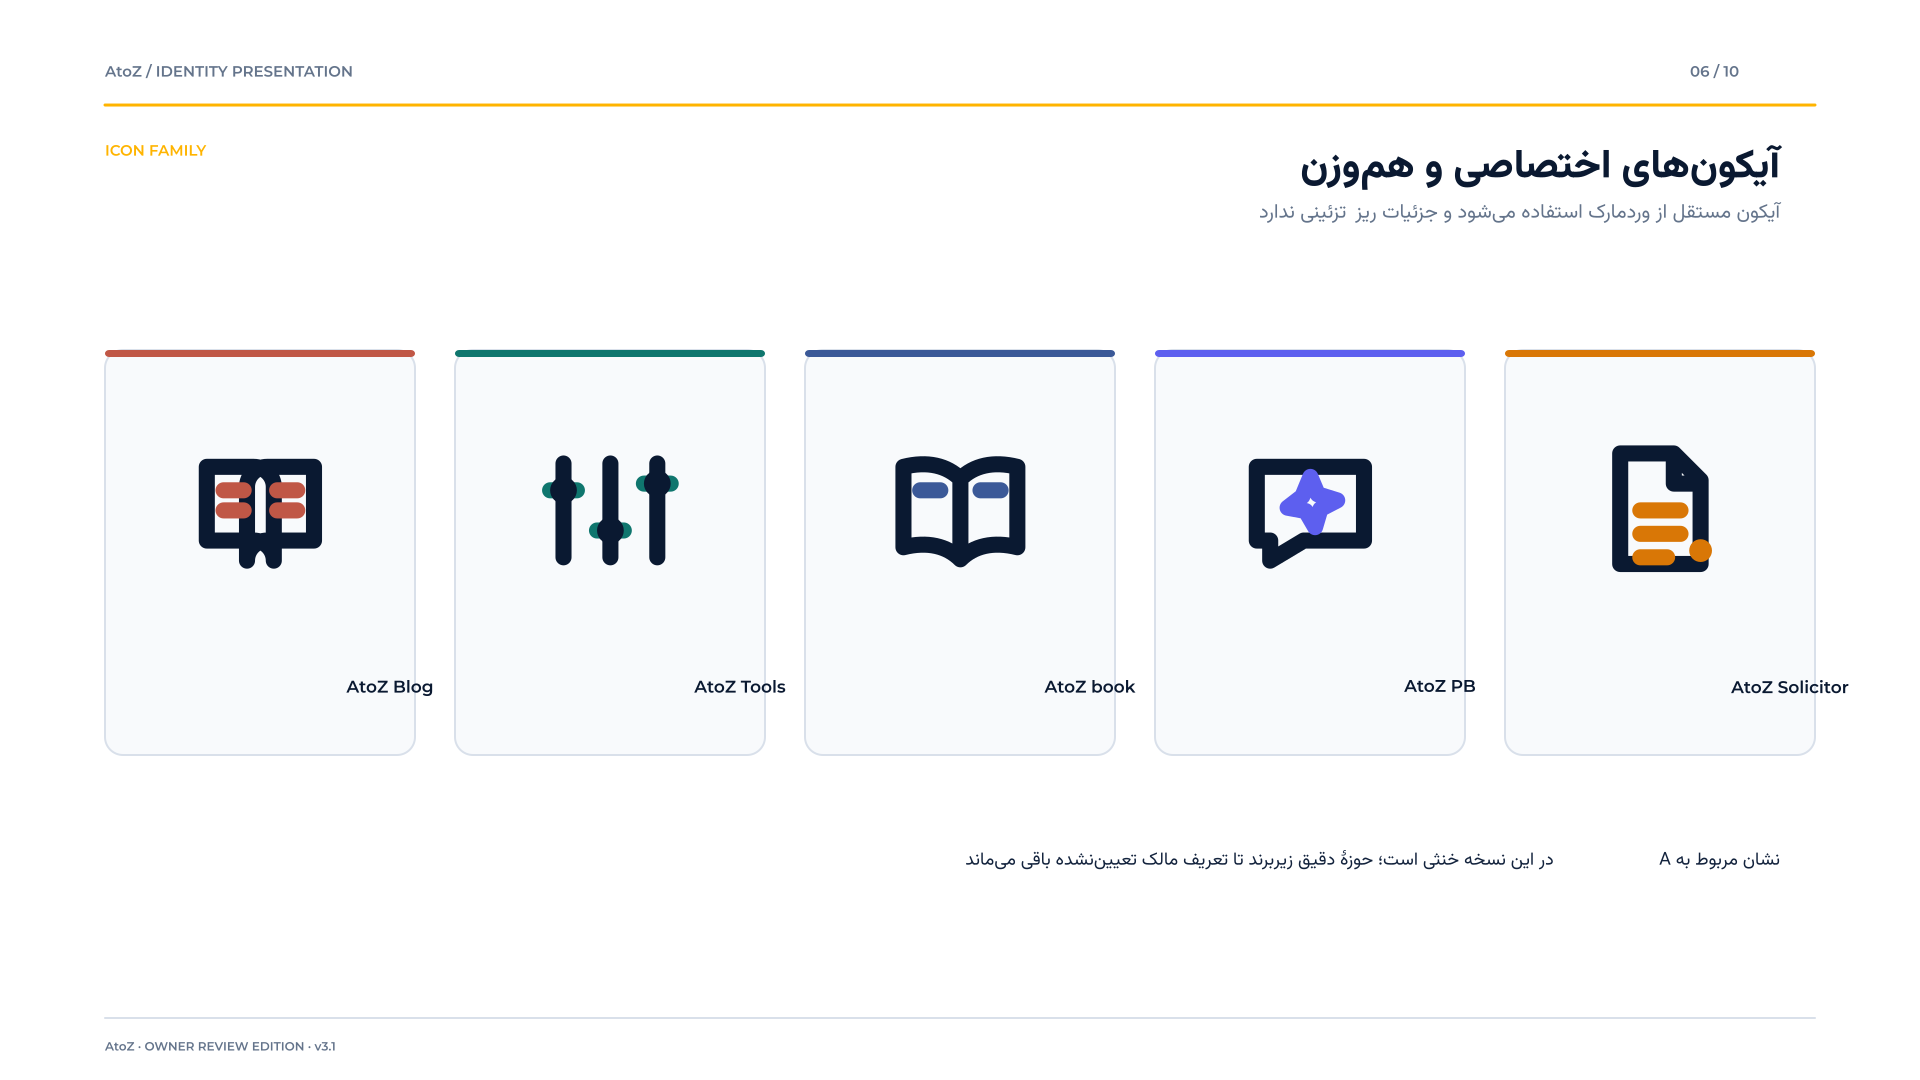 AtoZ / IDENTITY PRESENTATION
06 / 10
ICON FAMILY
آیکون‌های اختصاصی و هم‌وزن
آیکون مستقل از وردمارک استفاده می‌شود و جزئیات ریز تزئینی ندارد
AtoZ Blog
AtoZ Tools
AtoZ book
AtoZ PB
AtoZ Solicitor
نشان مربوط به A در این نسخه خنثی است؛ حوزهٔ دقیق زیربرند تا تعریف مالک تعیین‌نشده باقی می‌ماند
AtoZ · OWNER REVIEW EDITION · v3.1